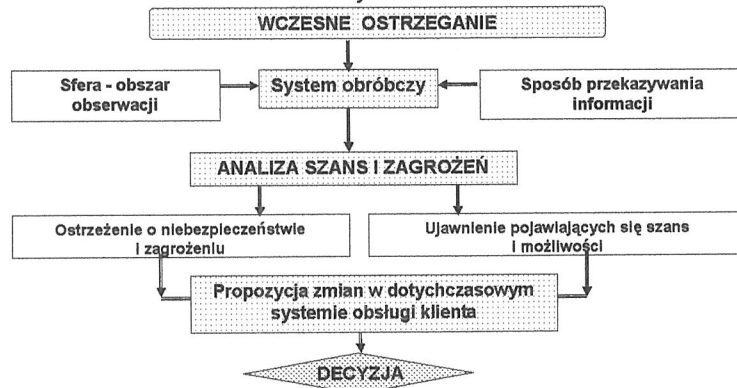 WCZESNE OSTRZEGANIE
Sfera - obszar
obserwacji
System obróbczy
Sposób przekazywania
informacji
ANALIZA SZANS I ZAGROŻEŃ
Ostrzeżenie o niebezpieczeństwie
i zagrożeniu
Ujawnienie pojawiających się szans
i możliwości
Propozycja zmian w dotychczasowym
systemie obsługi klienta
DECYZJA